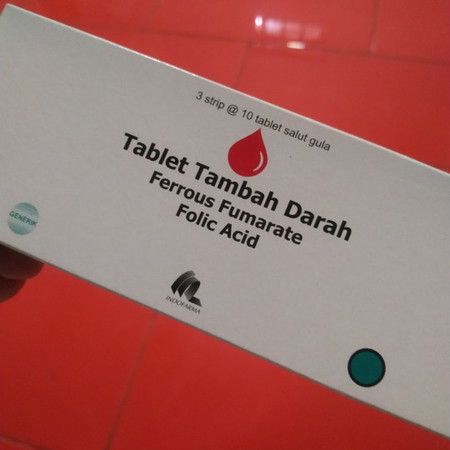 3 strip @ 10 tablet salut gula
Tablet Tambah Darah
Ferrous Fumarate
Folic Acid
GENERIK
INDOFARMA